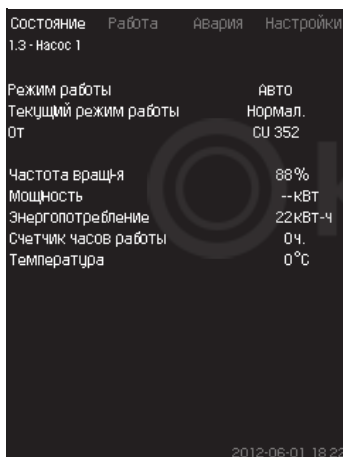 Состояние Работа Авария Настройки
1.3 - Насос 1
Режим работы Авто
Текущий режим работы Нормал.
От CU 352
Частота вращ-я 88%
Мощность --кВт
Энергопотребление 22кВт-ч
Счетчик часов работы 0ч.
Температура 0°C
2012-06-01 18:22